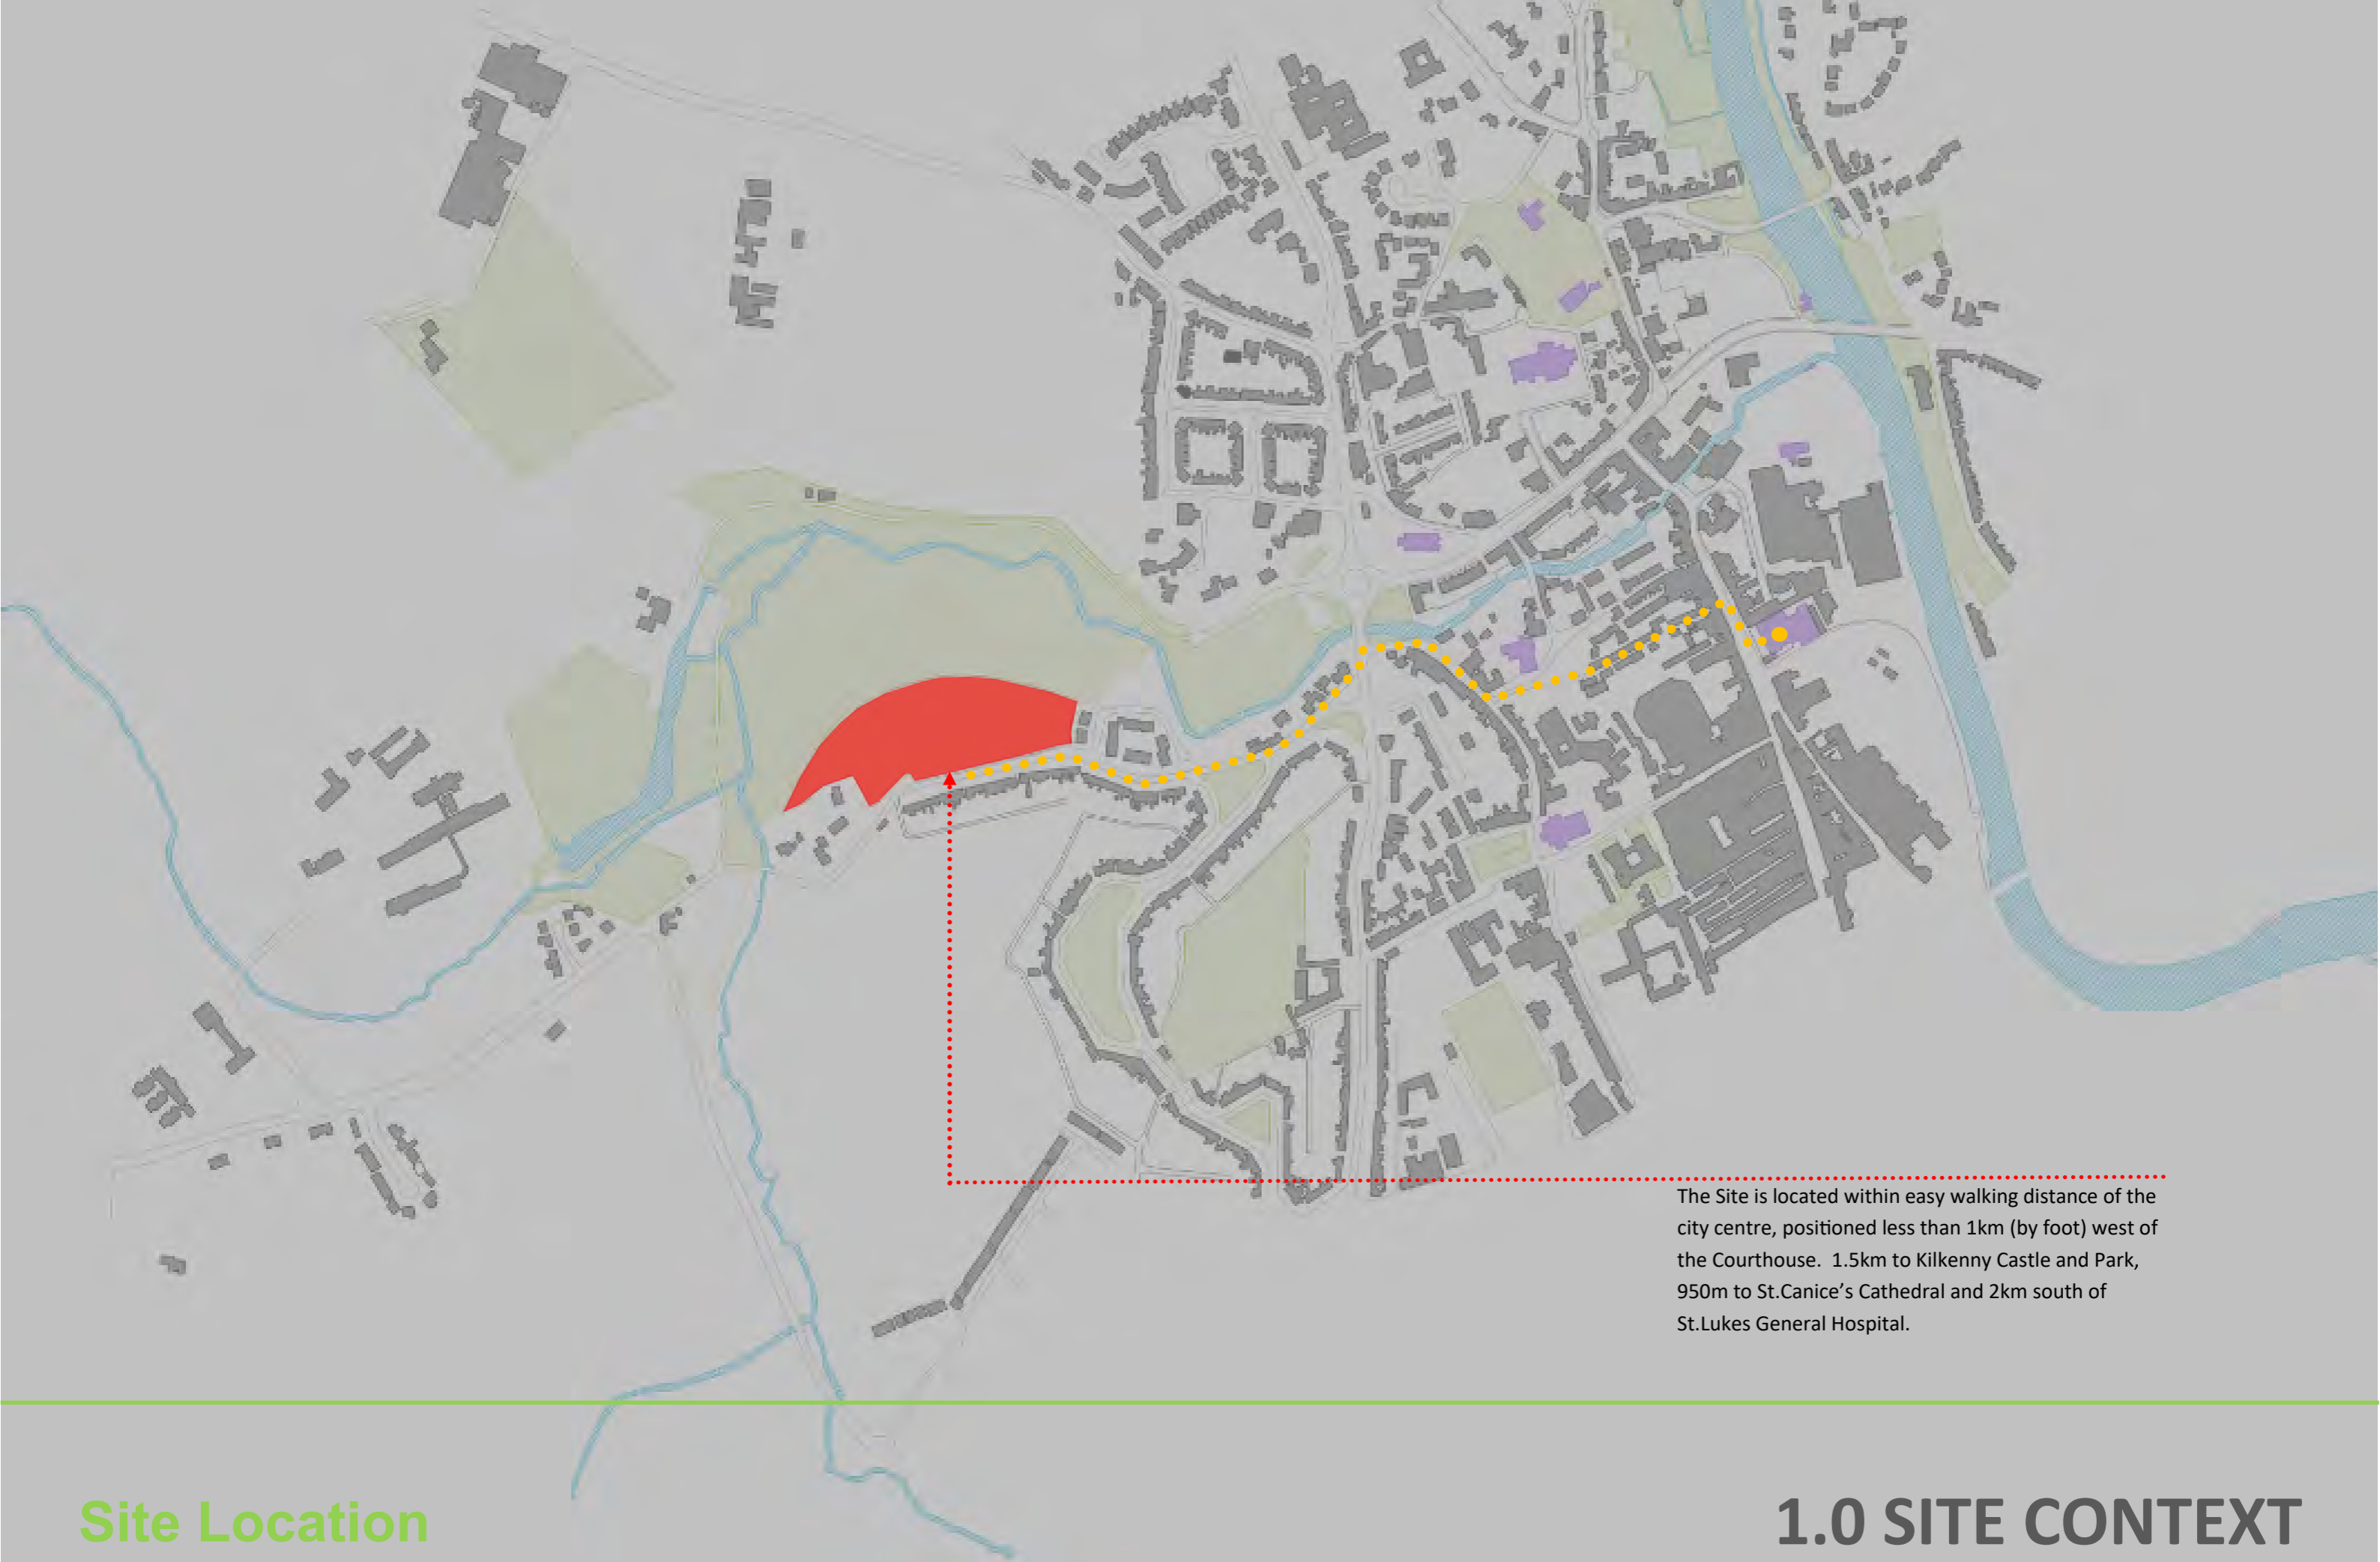 The Site is located within easy walking distance of the
city centre, positioned less than 1km (by foot) west of
the Courthouse.  1.5km to Kilkenny Castle and Park,
950m to St.Canice’s Cathedral and 2km south of
St.Lukes General Hospital.
Site Location
1.0 SITE CONTEXT